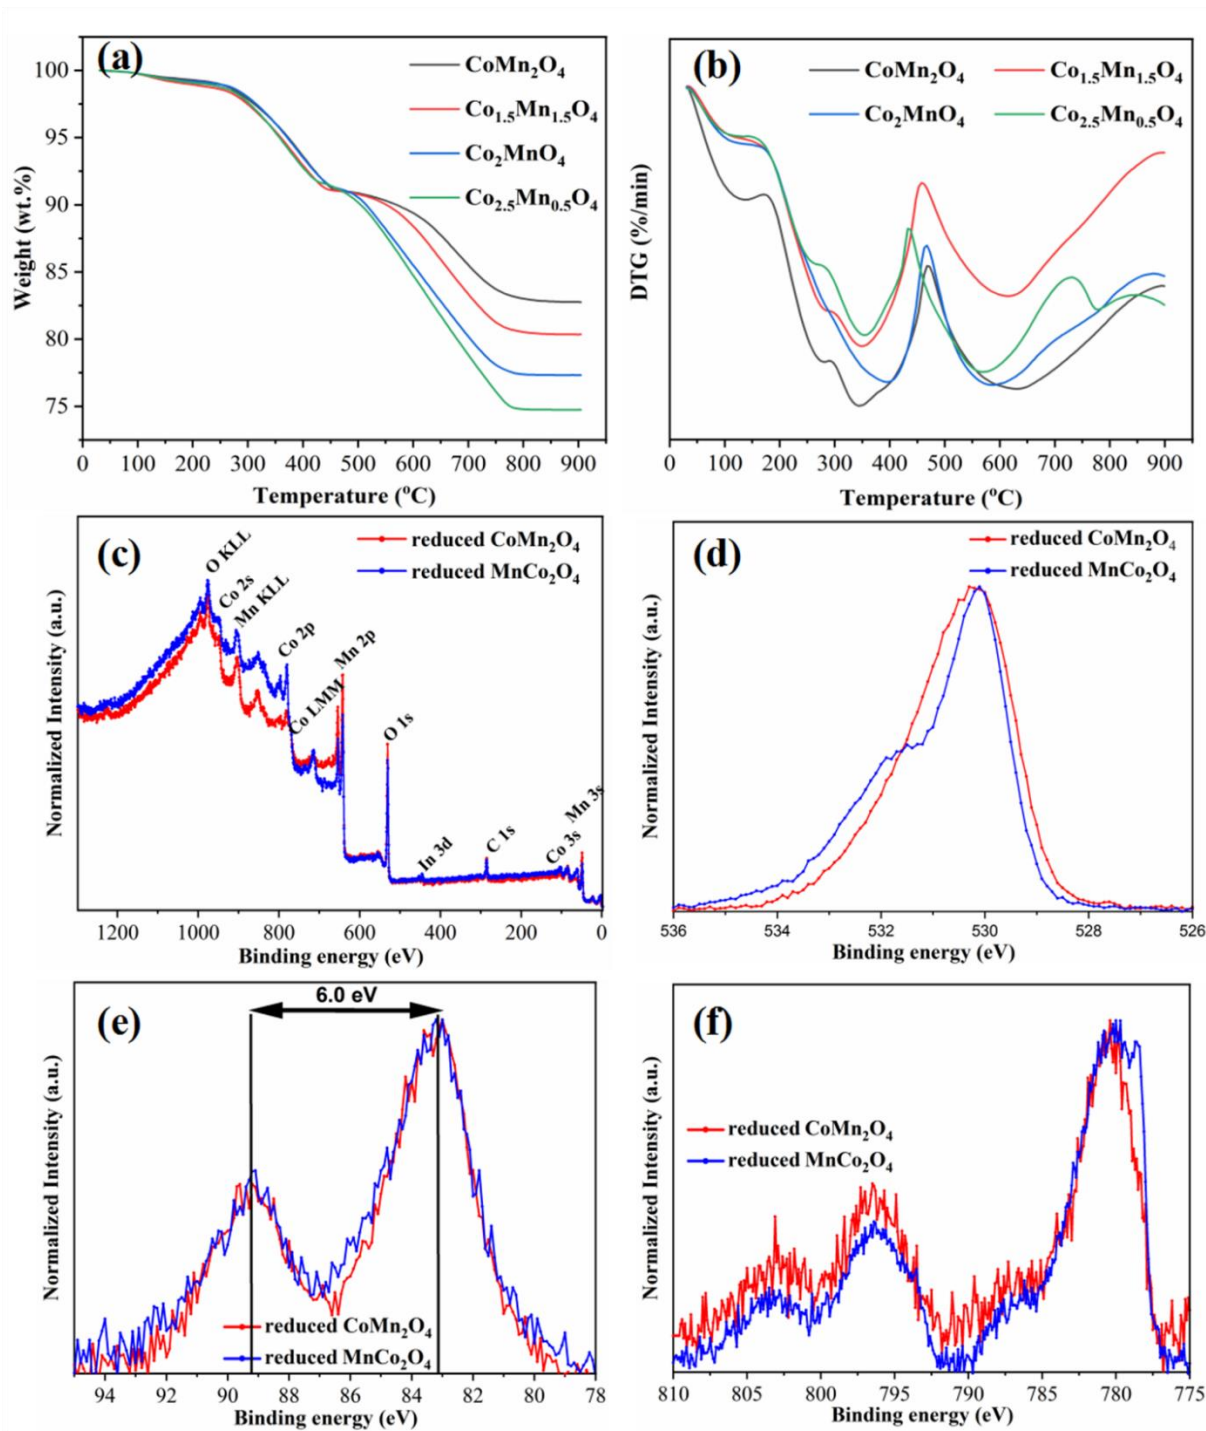 (a)
CoMn₂O₄
Co₁.₅Mn₁.₅O₄
Co₂MnO₄
Co₂.₅Mn₀.₅O₄
100
95
90
85
80
75
Weight (wt.%)
0 100 200 300 400 500 600 700 800 900
Temperature (°C)
(b)
CoMn₂O₄ Co₁.₅Mn₁.₅O₄
Co₂MnO₄ Co₂.₅Mn₀.₅O₄
DTG (%/min)
0 100 200 300 400 500 600 700 800 900
Temperature (°C)
(c)
reduced CoMn₂O₄
reduced MnCo₂O₄
O KLL
Co 2s
Mn KLL
Co 2p
Co LMM
Mn 2p
O 1s
In 3d
C 1s
Co 3s
Mn 3s
Normalized Intensity (a.u.)
1200 1000 800 600 400 200 0
Binding energy (eV)
(d)
reduced CoMn₂O₄
reduced MnCo₂O₄
Normalized Intensity (a.u.)
536 534 532 530 528 526
Binding energy (eV)
(e)
6.0 eV
reduced CoMn₂O₄
reduced MnCo₂O₄
Normalized Intensity (a.u.)
94 92 90 88 86 84 82 80 78
Binding energy (eV)
(f)
reduced CoMn₂O₄
reduced MnCo₂O₄
Normalized Intensity (a.u.)
810 805 800 795 790 785 780 775
Binding energy (eV)